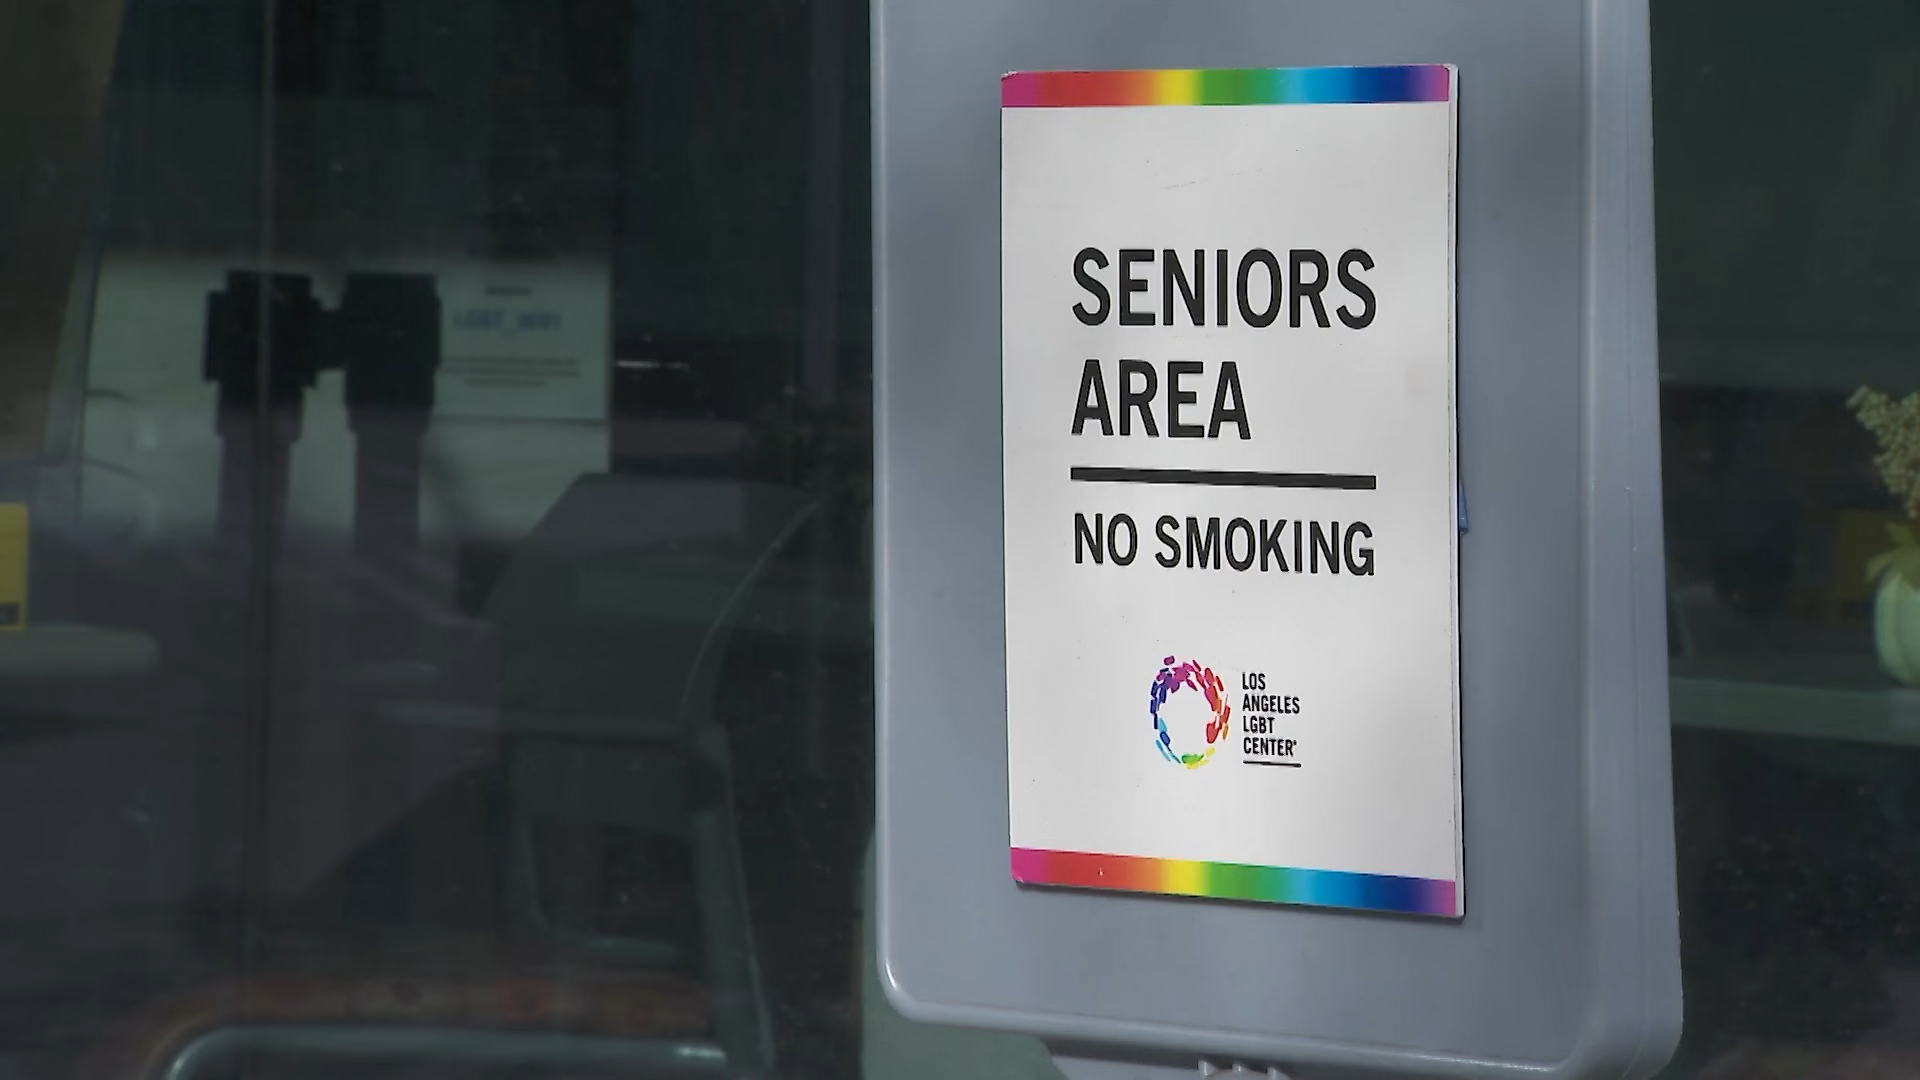 SENIORS
AREA
NO SMOKING
LOS
ANGELES
LGBT
CENTER